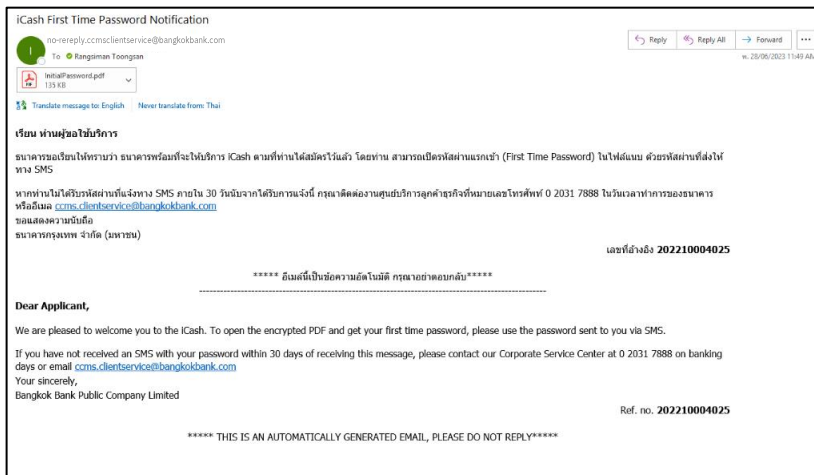 iCash First Time Password Notification
no-rereply.ccmsclientservice@bangkokbank.com
I
To Rangsiman Toongsan
Reply
Reply All
Forward
...
พ. 28/06/2023 11:49 AM
InitialPassword.pdf
135 KB
Translate message to: English
Never translate from: Thai
เรียน ท่านผู้ขอใช้บริการ
ธนาคารขอเรียนให้ทราบว่า ธนาคารพร้อมที่จะให้บริการ iCash ตามที่ท่านได้สมัครไว้แล้ว โดยท่าน สามารถเปิดรหัสผ่านแรกเข้า (First Time Password) ในไฟล์แนบ ด้วยรหัสผ่านที่ส่งให้
ทาง SMS
หากท่านไม่ได้รับรหัสผ่านที่แจ้งทาง SMS ภายใน 30 วันนับจากได้รับการแจ้งนี้ กรุณาติดต่องานศูนย์บริการลูกค้าธุรกิจที่หมายเลขโทรศัพท์ 0 2031 7888 ในวันเวลาทำการของธนาคาร
หรืออีเมล ccms.clientservice@bangkokbank.com
ขอแสดงความนับถือ
ธนาคารกรุงเทพ จำกัด (มหาชน)
เลขที่อ้างอิง 202210004025
***** อีเมล์นี้เป็นข้อความอัตโนมัติ กรุณาอย่าตอบกลับ*****
Dear Applicant,
We are pleased to welcome you to the iCash. To open the encrypted PDF and get your first time password, please use the password sent to you via SMS.
If you have not received an SMS with your password within 30 days of receiving this message, please contact our Corporate Service Center at 0 2031 7888 on banking
days or email ccms.clientservice@bangkokbank.com
Your sincerely,
Bangkok Bank Public Company Limited
Ref. no. 202210004025
***** THIS IS AN AUTOMATICALLY GENERATED EMAIL, PLEASE DO NOT REPLY*****